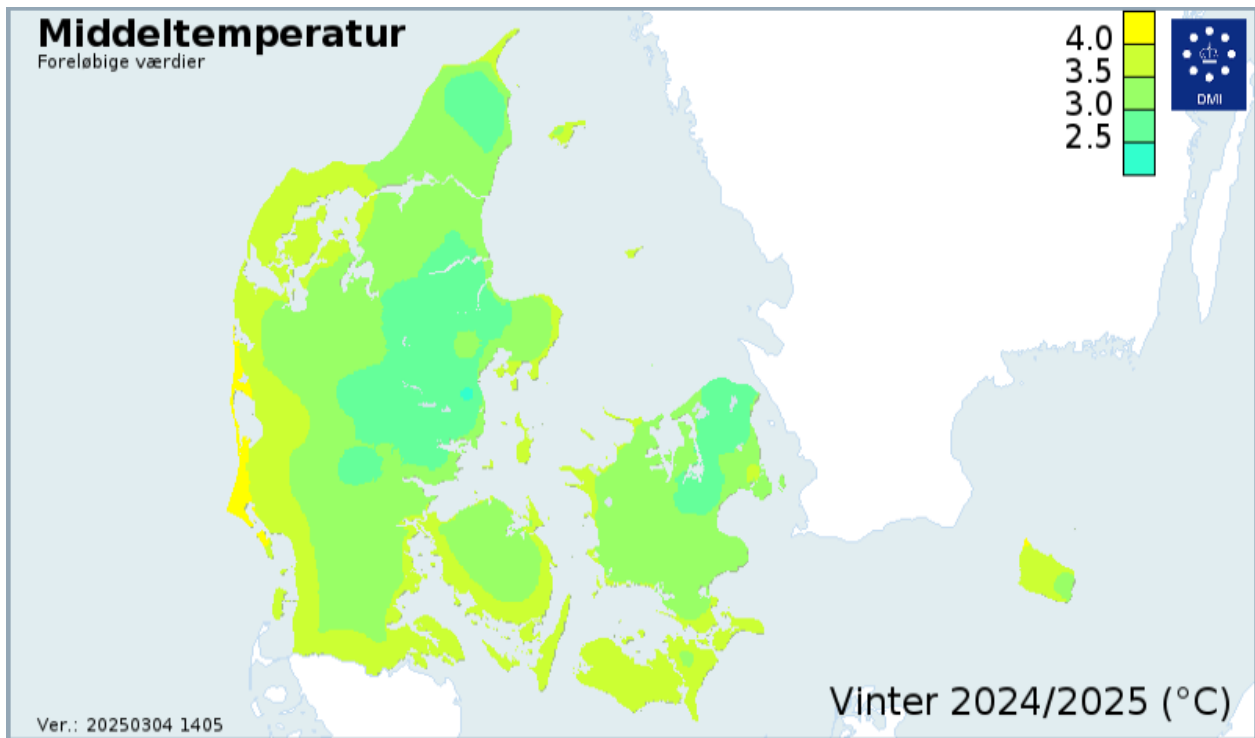 Middeltemperatur
Foreløbige værdier
4.0
3.5
3.0
2.5
DMI
Vinter 2024/2025 (°C)
Ver.: 20250304 1405